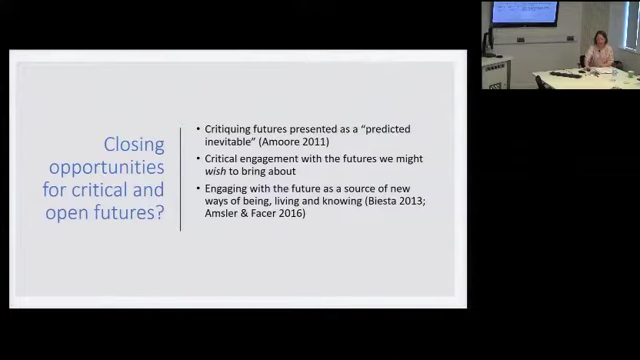 Closing
opportunities
for critical and
open futures?
• Critiquing futures presented as a “predicted
inevitable” (Amoore 2011)
• Critical engagement with the futures we might
wish to bring about
• Engaging with the future as a source of new
ways of being, living and knowing (Biesta 2013;
Amsler & Facer 2016)